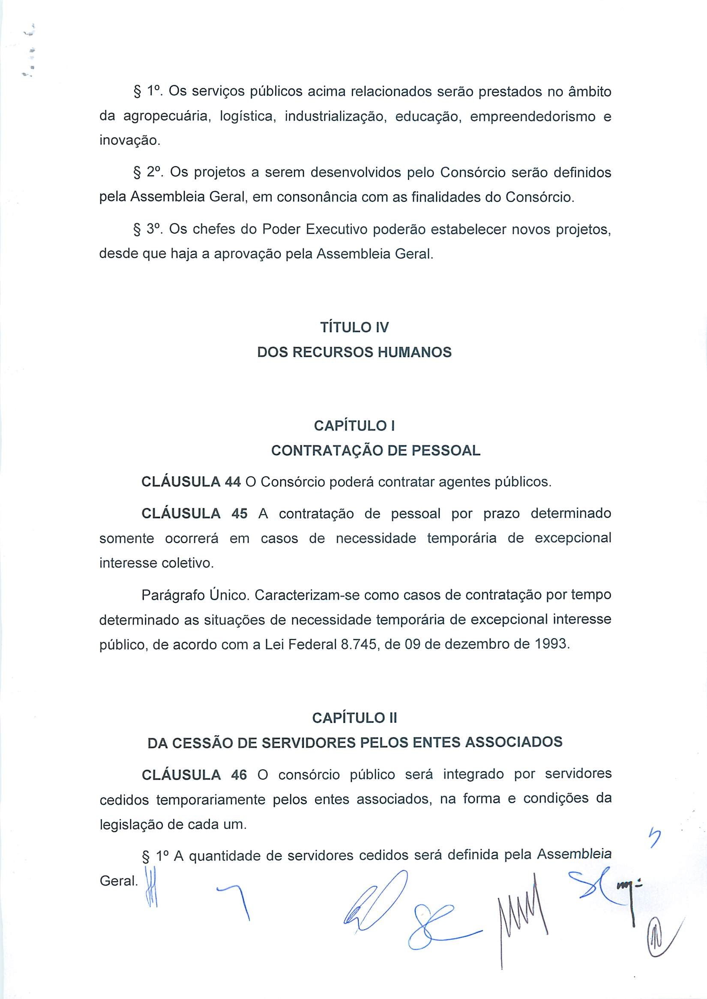 § 1º. Os serviços públicos acima relacionados serão prestados no âmbito
da agropecuária, logística, industrialização, educação, empreendedorismo e
inovação.
§ 2º. Os projetos a serem desenvolvidos pelo Consórcio serão definidos
pela Assembleia Geral, em consonância com as finalidades do Consórcio.
§ 3º. Os chefes do Poder Executivo poderão estabelecer novos projetos,
desde que haja a aprovação pela Assembleia Geral.
TÍTULO IV
DOS RECURSOS HUMANOS
CAPÍTULO I
CONTRATAÇÃO DE PESSOAL
CLÁUSULA 44 O Consórcio poderá contratar agentes públicos.
CLÁUSULA 45 A contratação de pessoal por prazo determinado
somente ocorrerá em casos de necessidade temporária de excepcional
interesse coletivo.
Parágrafo Único. Caracterizam-se como casos de contratação por tempo
determinado as situações de necessidade temporária de excepcional interesse
público, de acordo com a Lei Federal 8.745, de 09 de dezembro de 1993.
CAPÍTULO II
DA CESSÃO DE SERVIDORES PELOS ENTES ASSOCIADOS
CLÁUSULA 46 O consórcio público será integrado por servidores
cedidos temporariamente pelos entes associados, na forma e condições da
legislação de cada um.
§ 1º A quantidade de servidores cedidos será definida pela Assembleia
Geral.